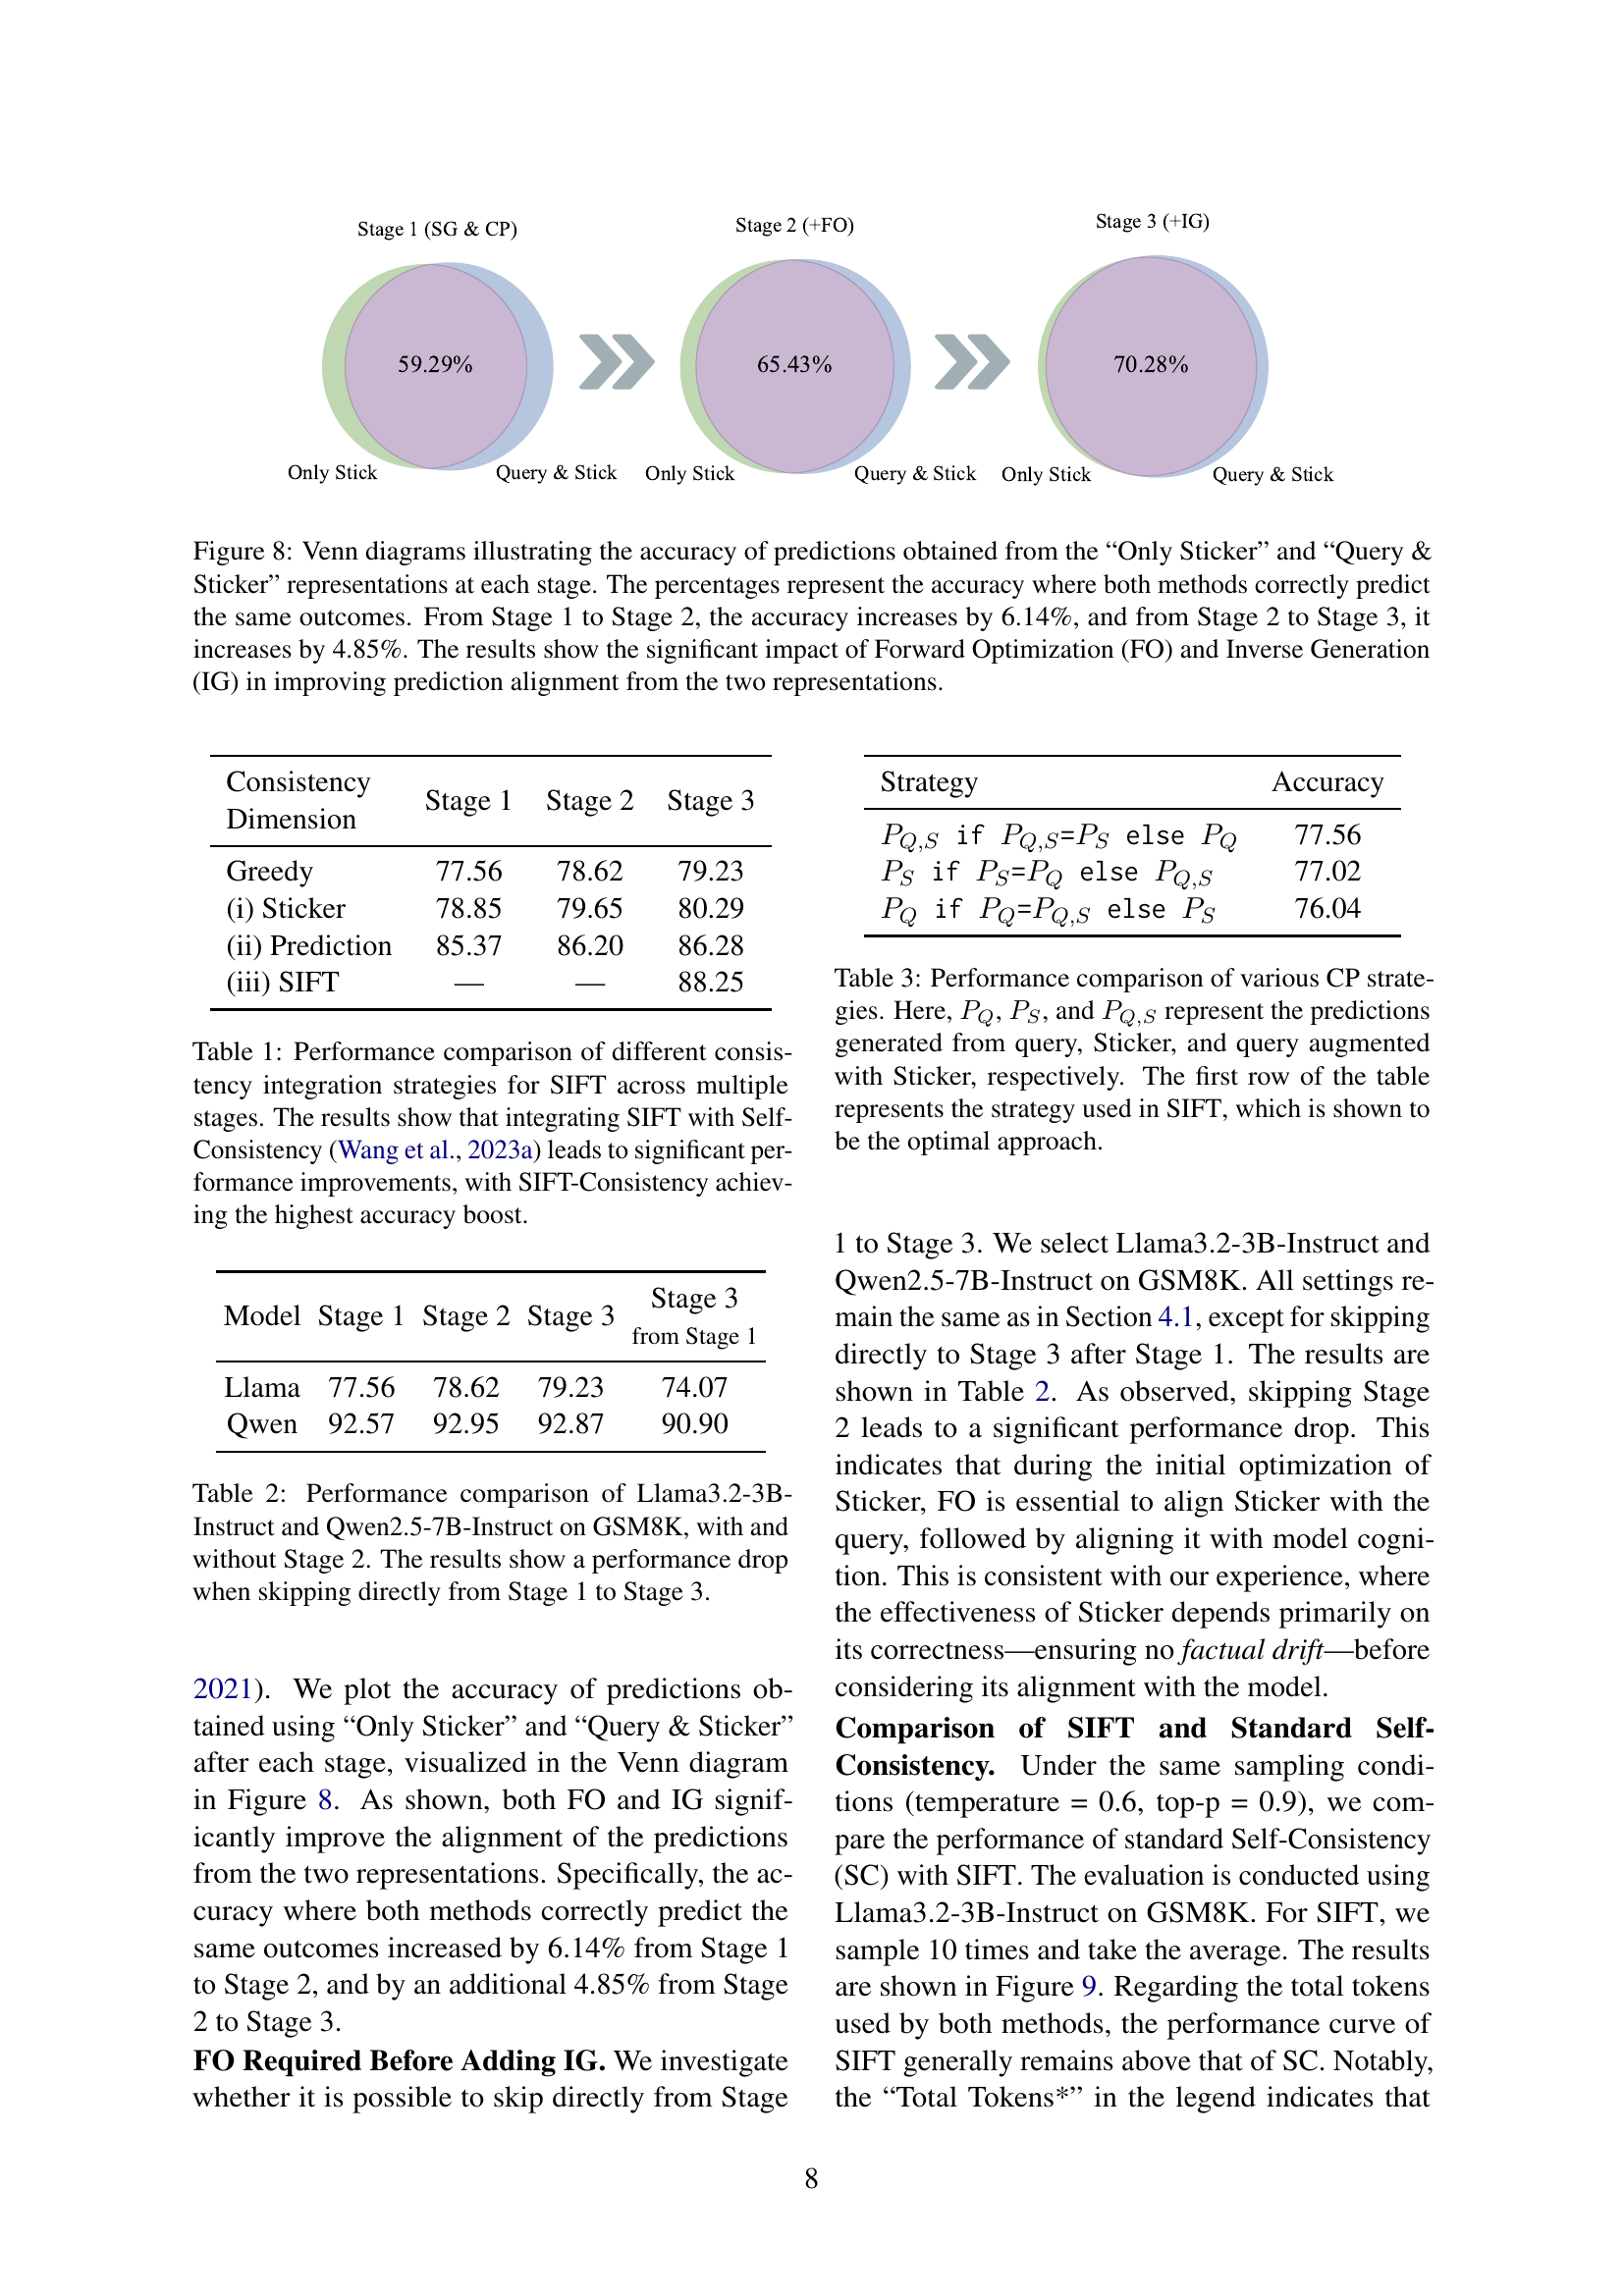 Stage 1 (SG & CP)
Stage 2 (+FO)
Stage 3 (+IG)
59.29%
65.43%
70.28%
Only Stick
Query & Stick
Only Stick
Query & Stick
Only Stick
Query & Stick
Figure 8: Venn diagrams illustrating the accuracy of predictions obtained from the “Only Sticker” and “Query &
Sticker” representations at each stage. The percentages represent the accuracy where both methods correctly predict
the same outcomes. From Stage 1 to Stage 2, the accuracy increases by 6.14%, and from Stage 2 to Stage 3, it
increases by 4.85%. The results show the significant impact of Forward Optimization (FO) and Inverse Generation
(IG) in improving prediction alignment from the two representations.
Consistency
Dimension Stage 1 Stage 2 Stage 3
Greedy 77.56 78.62 79.23
(i) Sticker 78.85 79.65 80.29
(ii) Prediction 85.37 86.20 86.28
(iii) SIFT — — 88.25
Table 1: Performance comparison of different consis-
tency integration strategies for SIFT across multiple
stages. The results show that integrating SIFT with Self-
Consistency (Wang et al., 2023a) leads to significant per-
formance improvements, with SIFT-Consistency achiev-
ing the highest accuracy boost.
Model Stage 1 Stage 2 Stage 3 Stage 3
from Stage 1
Llama 77.56 78.62 79.23 74.07
Qwen 92.57 92.95 92.87 90.90
Table 2: Performance comparison of Llama3.2-3B-
Instruct and Qwen2.5-7B-Instruct on GSM8K, with and
without Stage 2. The results show a performance drop
when skipping directly from Stage 1 to Stage 3.
2021). We plot the accuracy of predictions ob-
tained using “Only Sticker” and “Query & Sticker”
after each stage, visualized in the Venn diagram
in Figure 8. As shown, both FO and IG signif-
icantly improve the alignment of the predictions
from the two representations. Specifically, the ac-
curacy where both methods correctly predict the
same outcomes increased by 6.14% from Stage 1
to Stage 2, and by an additional 4.85% from Stage
2 to Stage 3.
FO Required Before Adding IG. We investigate
whether it is possible to skip directly from Stage
Strategy Accuracy
P_{Q,S} if P_{Q,S}=P_S else P_Q 77.56
P_S if P_S=P_Q else P_{Q,S} 77.02
P_Q if P_Q=P_{Q,S} else P_S 76.04
Table 3: Performance comparison of various CP strate-
gies. Here, P_Q, P_S, and P_{Q,S} represent the predictions
generated from query, Sticker, and query augmented
with Sticker, respectively. The first row of the table
represents the strategy used in SIFT, which is shown to
be the optimal approach.
1 to Stage 3. We select Llama3.2-3B-Instruct and
Qwen2.5-7B-Instruct on GSM8K. All settings re-
main the same as in Section 4.1, except for skipping
directly to Stage 3 after Stage 1. The results are
shown in Table 2. As observed, skipping Stage
2 leads to a significant performance drop. This
indicates that during the initial optimization of
Sticker, FO is essential to align Sticker with the
query, followed by aligning it with model cogni-
tion. This is consistent with our experience, where
the effectiveness of Sticker depends primarily on
its correctness—ensuring no factual drift—before
considering its alignment with the model.
Comparison of SIFT and Standard Self-
Consistency. Under the same sampling condi-
tions (temperature = 0.6, top-p = 0.9), we com-
pare the performance of standard Self-Consistency
(SC) with SIFT. The evaluation is conducted using
Llama3.2-3B-Instruct on GSM8K. For SIFT, we
sample 10 times and take the average. The results
are shown in Figure 9. Regarding the total tokens
used by both methods, the performance curve of
SIFT generally remains above that of SC. Notably,
the “Total Tokens*” in the legend indicates that
8